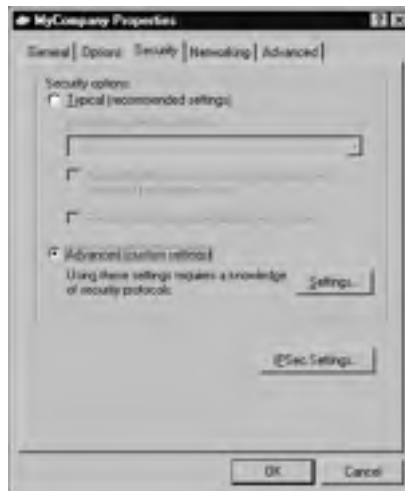 MyCompany Properties
General Options Security Networking Advanced
Security options
Typical (recommended settings)
Advanced (custom settings)
Using these settings requires a knowledge
of security protocols.
Settings...
IPSec Settings...
OK Cancel